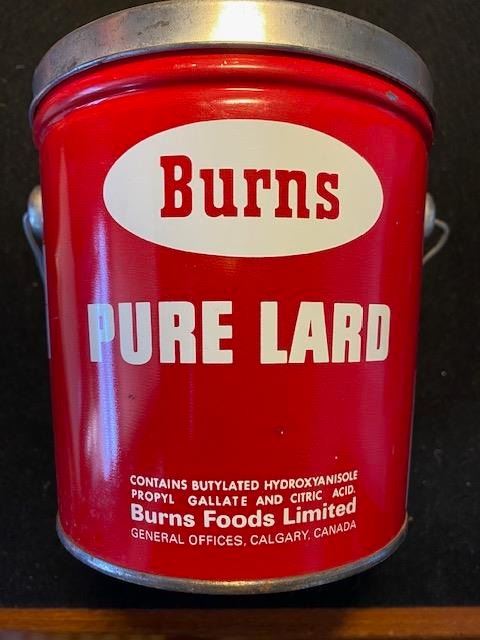 Burns
PURE LARD
CONTAINS BUTYLATED HYDROXYANISOLE
PROPYL GALLATE AND CITRIC ACID.
Burns Foods Limited
GENERAL OFFICES, CALGARY, CANADA